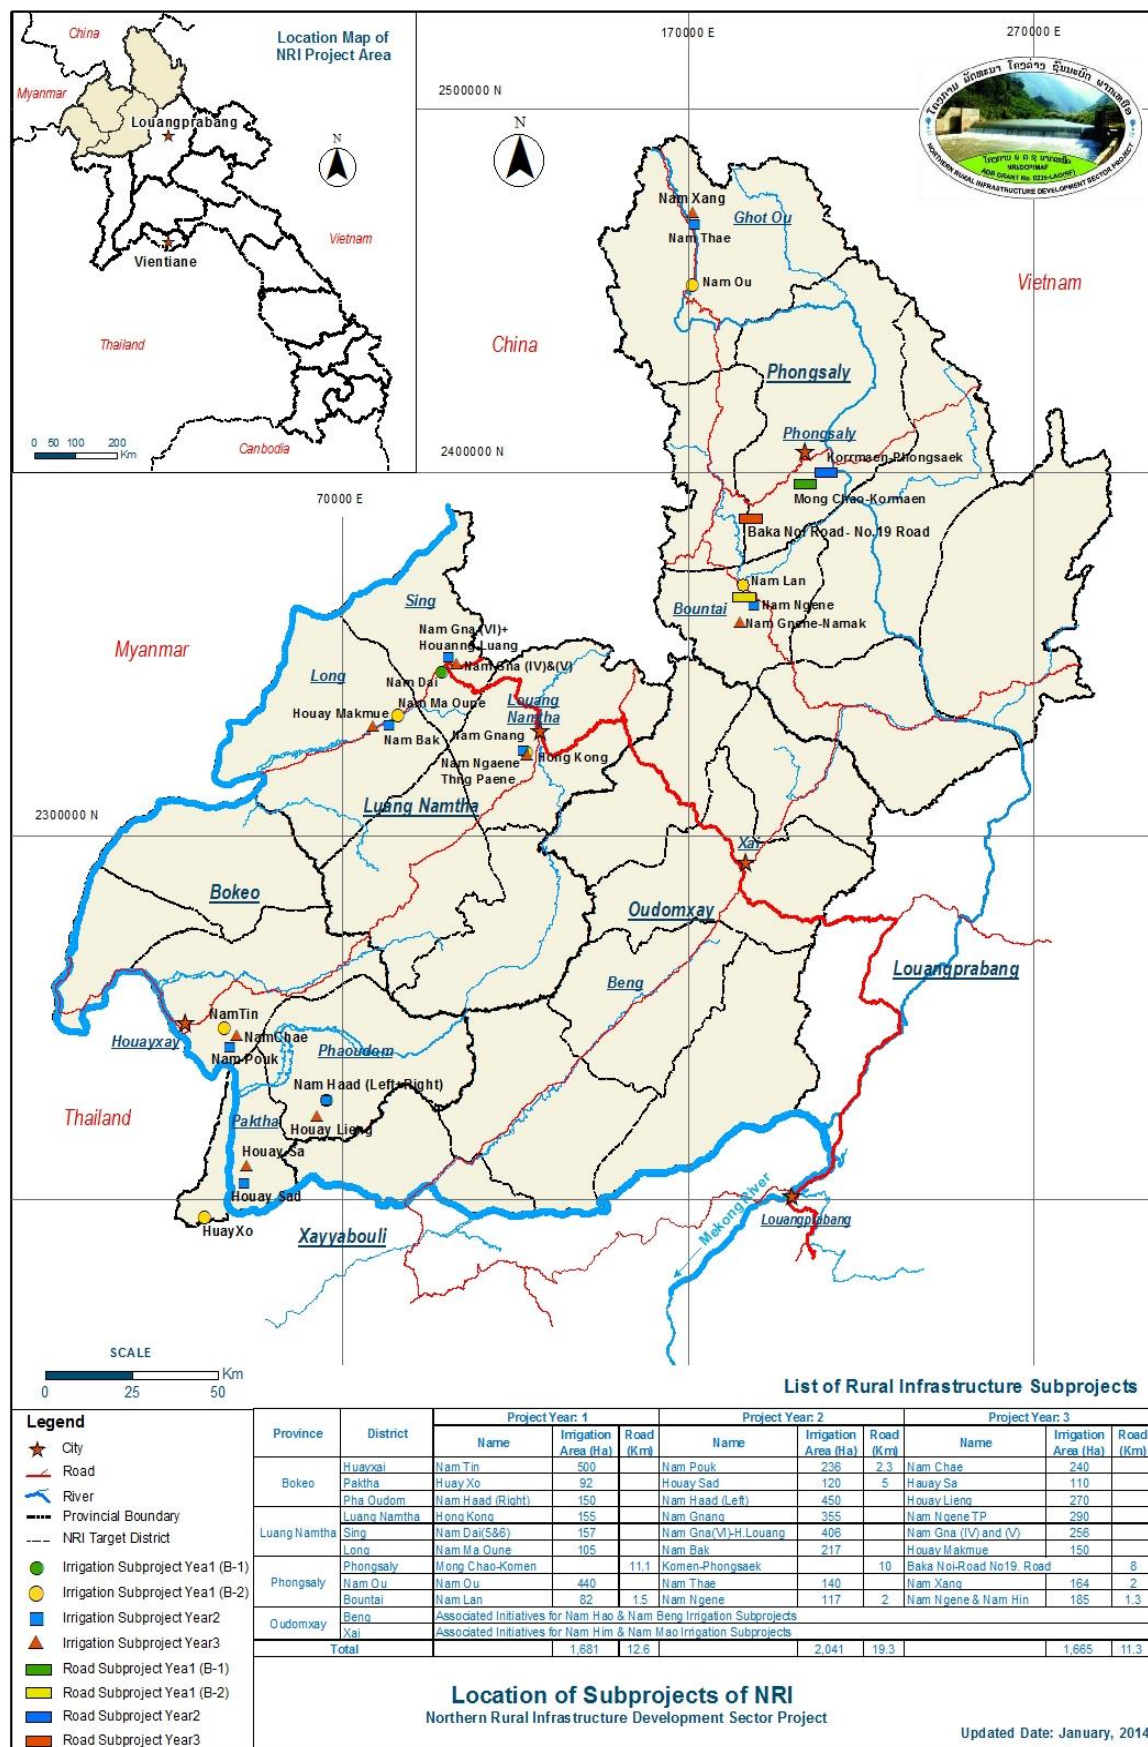 Location Map of
NRI Project Area
China
Myanmar
Louangprabang
N
Vietnam
Vientiane
Thailand
0 50 100 200
Km
Canbodia
170000 E
270000 E
2500000 N
N
NORTHERN RURAL INFRASTRUCTURE DEVELOPMENT SECTOR PROJECT
Nam Xang
Ghot Ou
Nam Thae
Nam Ou
Vietnam
China
Phongsaly
Phongsaly
2400000 N
Korrmaen-Phongsaek
Mong Chao-Kormaen
70000 E
Baka Noi Road- No.19 Road
Nam Lan
Bountai
Nam Ngene
Nam Gnene-Namak
Sing
Nam Gna (VI)+
Houanng Luang
Nam Gna (IV)&(V)
Myanmar
Long
Nam Dai
Nam Ma Oune
Louang
Namtha
Houay Makmue
Nam Bak
Nam Gnang
Nam Ngaene
Thng Paene
Hong Kong
Luang Namtha
2300000 N
Xai
Bokeo
Oudomxay
Louangprabang
Beng
NamTin
Houayxay
NamChae
Nam Pouk
Phaoudom
Nam Haad (Left+Right)
Thailand
Paktha
Houay Lieng
Houay Sa
Houay Sad
HuayXo
Xayyabouli
Mekong River
Louangplabang
SCALE
Km
0 25 50
List of Rural Infrastructure Subprojects
Legend
City
Road
River
Provincial Boundary
NRI Target District
Irrigation Subproject Yea1 (B-1)
Irrigation Subproject Yea1 (B-2)
Irrigation Subproject Year2
Irrigation Subproject Year3
Road Subproject Yea1 (B-1)
Road Subproject Yea1 (B-2)
Road Subproject Year2
Road Subproject Year3
Province District Project Year: 1 Project Year: 2 Project Year: 3
Name Irrigation Area (Ha) Road (Km) Name Irrigation Area (Ha) Road (Km) Name Irrigation Area (Ha) Road (Km)
Bokeo Huayxai Nam Tin 500 Nam Pouk 236 2.3 Nam Chae 240
Paktha Huay Xo 92 Houay Sad 120 5 Hauay Sa 110
Pha Oudom Nam Haad (Right) 150 Nam Haad (Left) 450 Houay Lieng 270
Luang Namtha Luang Namtha Hong Kong 155 Nam Gnang 355 Nam Ngene TP 290
Sing Nam Dai(5&6) 157 Nam Gna(VI)-H.Louang 406 Nam Gna (IV) and (V) 256
Long Nam Ma Oune 105 Nam Bak 217 Houay Makmue 150
Phongsaly Phongsaly Mong Chao-Komen 11.1 Komen-Phongsaek 10 Baka Noi-Road No19. Road 8
Nam Ou Nam Ou 440 Nam Thae 140 Nam Xang 164 2
Bountai Nam Lan 82 1.5 Nam Ngene 117 2 Nam Ngene & Nam Hin 185 1.3
Oudomxay Beng Associated Initiatives for Nam Hao & Nam Beng Irrigation Subprojects
Xai Associated Initiatives for Nam Him & Nam Mao Irrigation Subprojects
Total 1,681 12.6 2,041 19.3 1,665 11.3
Location of Subprojects of NRI
Northern Rural Infrastructure Development Sector Project
Updated Date: January, 2014